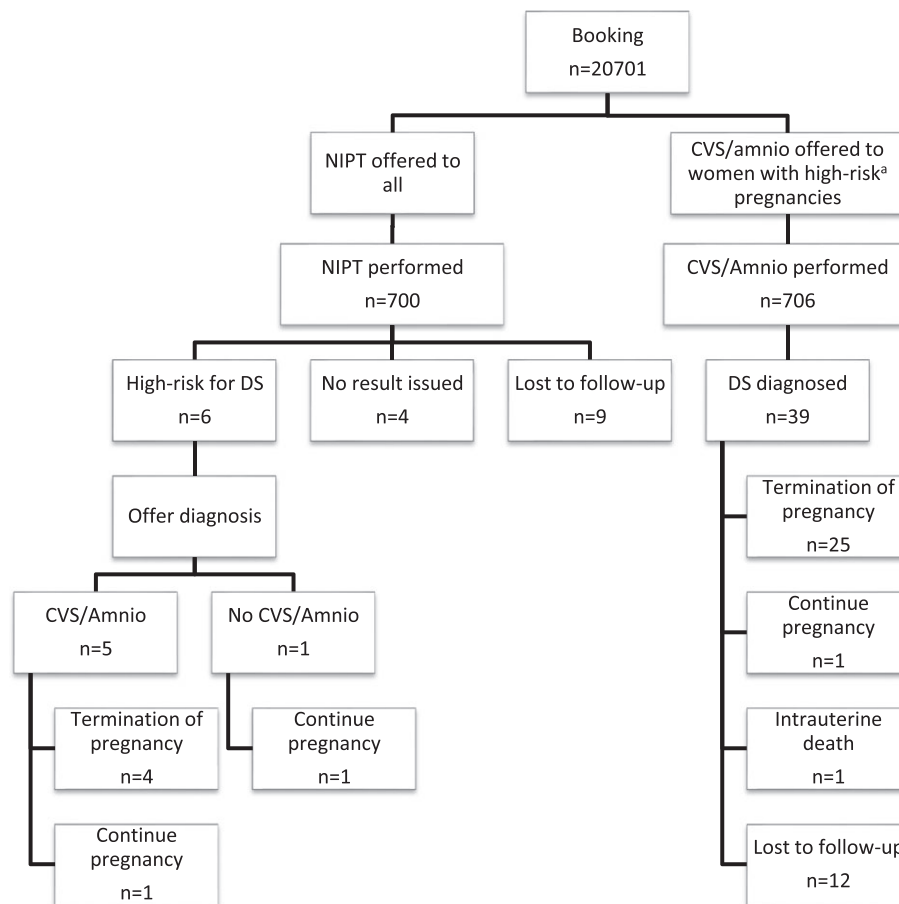 Booking
n=20701
NIPT offered to
all
CVS/amnio offered to
women with high-riskᵃ
pregnancies
NIPT performed
n=700
CVS/Amnio performed
n=706
High-risk for DS
n=6
No result issued
n=4
Lost to follow-up
n=9
DS diagnosed
n=39
Offer diagnosis
Termination of
pregnancy
n=25
CVS/Amnio
n=5
No CVS/Amnio
n=1
Continue
pregnancy
n=1
Termination of
pregnancy
n=4
Continue
pregnancy
n=1
Intrauterine
death
n=1
Continue
pregnancy
n=1
Lost to follow-up
n=12